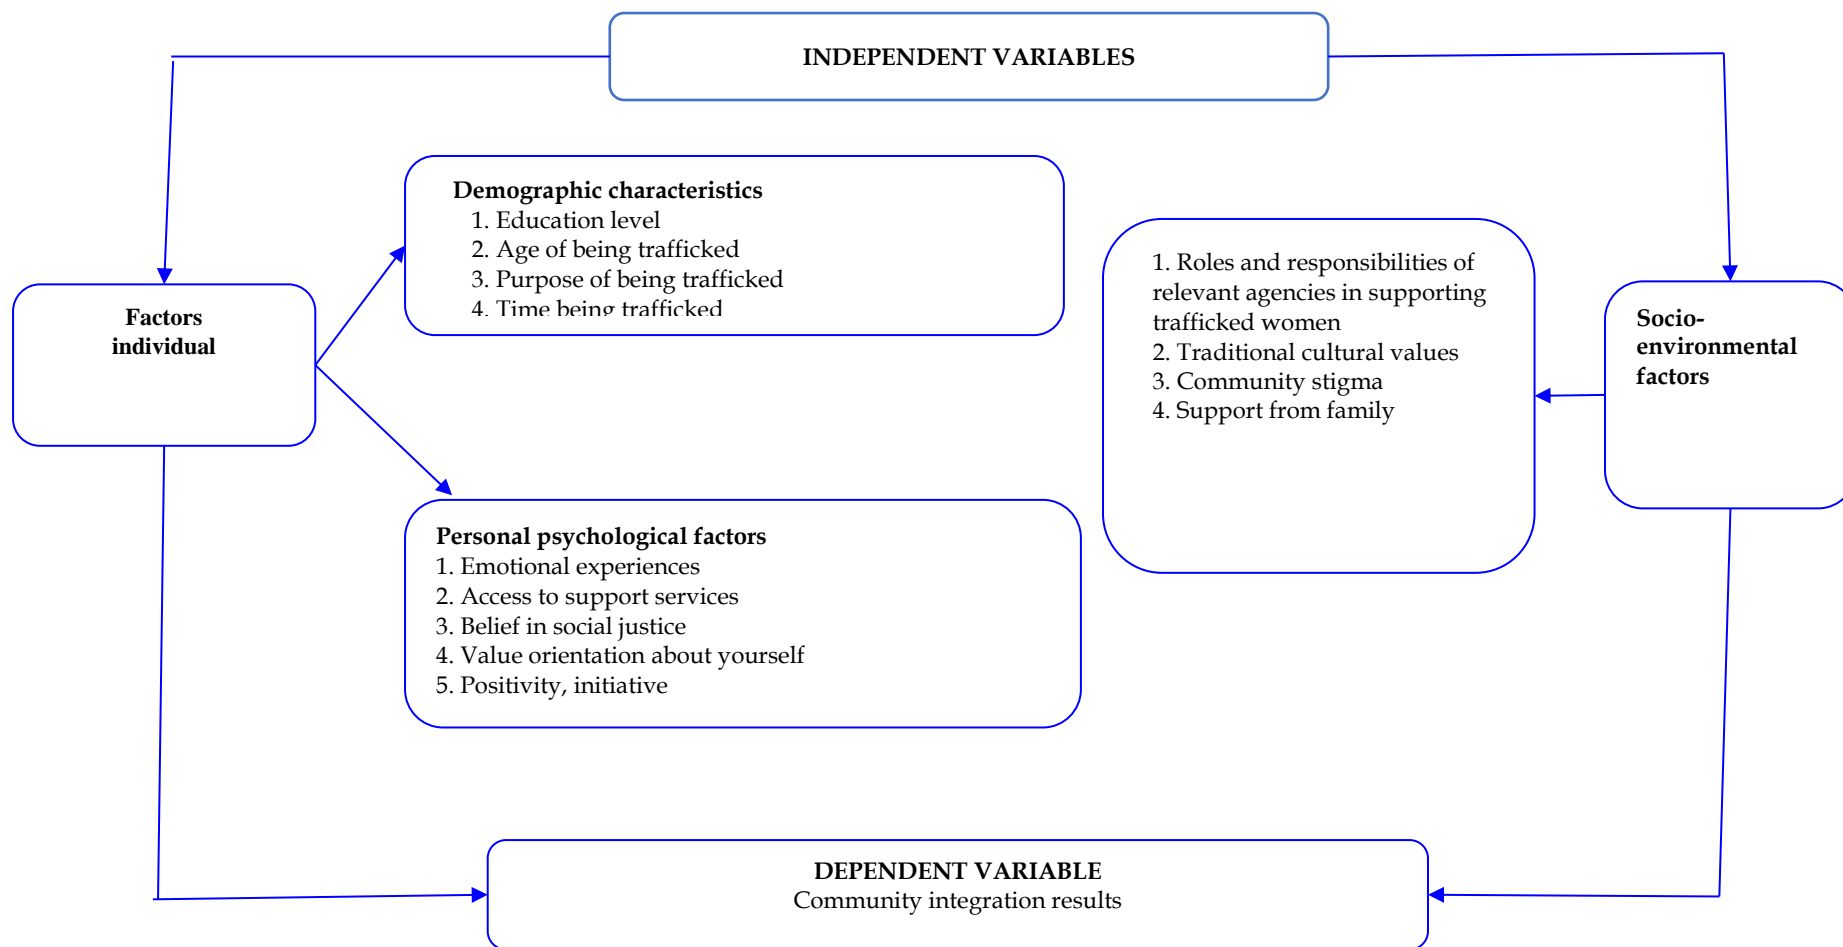 INDEPENDENT VARIABLES
Demographic characteristics
1. Education level
2. Age of being trafficked
3. Purpose of being trafficked
4. Time being trafficked
Factors
individual
1. Roles and responsibilities of
relevant agencies in supporting
trafficked women
2. Traditional cultural values
3. Community stigma
4. Support from family
Socio-
environmental
factors
Personal psychological factors
1. Emotional experiences
2. Access to support services
3. Belief in social justice
4. Value orientation about yourself
5. Positivity, initiative
DEPENDENT VARIABLE
Community integration results